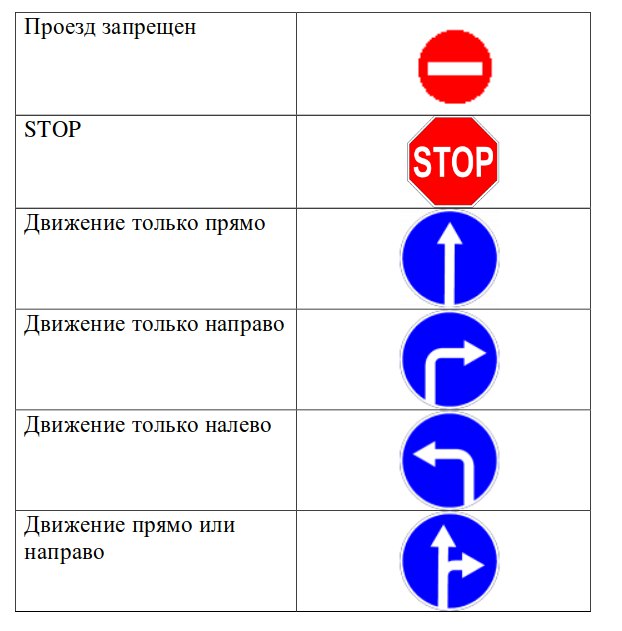 Проезд запрещен
STOP
STOP
Движение только прямо
Движение только направо
Движение только налево
Движение прямо или
направо